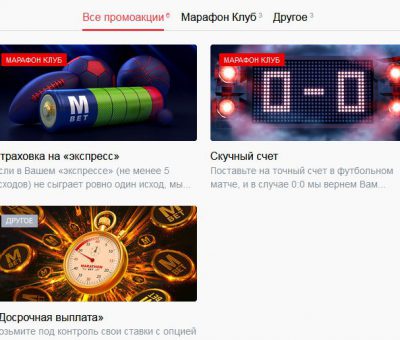 Все промоакции 6 Марафон Клуб 3 Другое 3
МАРАФОН КЛУБ
M
BET
траховка на «экспресс»
сли в Вашем «экспрессе» (не менее 5
сходов) не сыграет ровно один исход, мы...
МАРАФОН КЛУБ
0-0
Скучный счет
Поставьте на точный счет в футбольном
матче, и в случае 0:0 мы вернем Вам...
ДРУГОЕ
MARATHON
BET
Досрочная выплата»
озьмите под контроль свои ставки с опцией